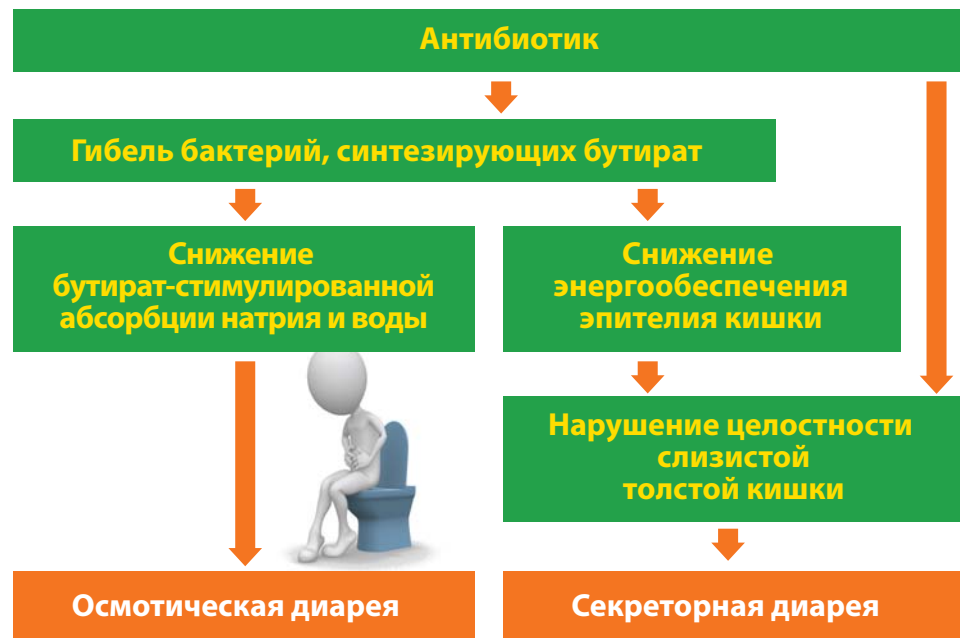 Антибиотик
Гибель бактерий, синтезирующих бутират
Снижение
бутират-стимулированной
абсорбции натрия и воды
Снижение
энергообеспечения
эпителия кишки
Нарушение целостности
слизистой
толстой кишки
Осмотическая диарея
Секреторная диарея